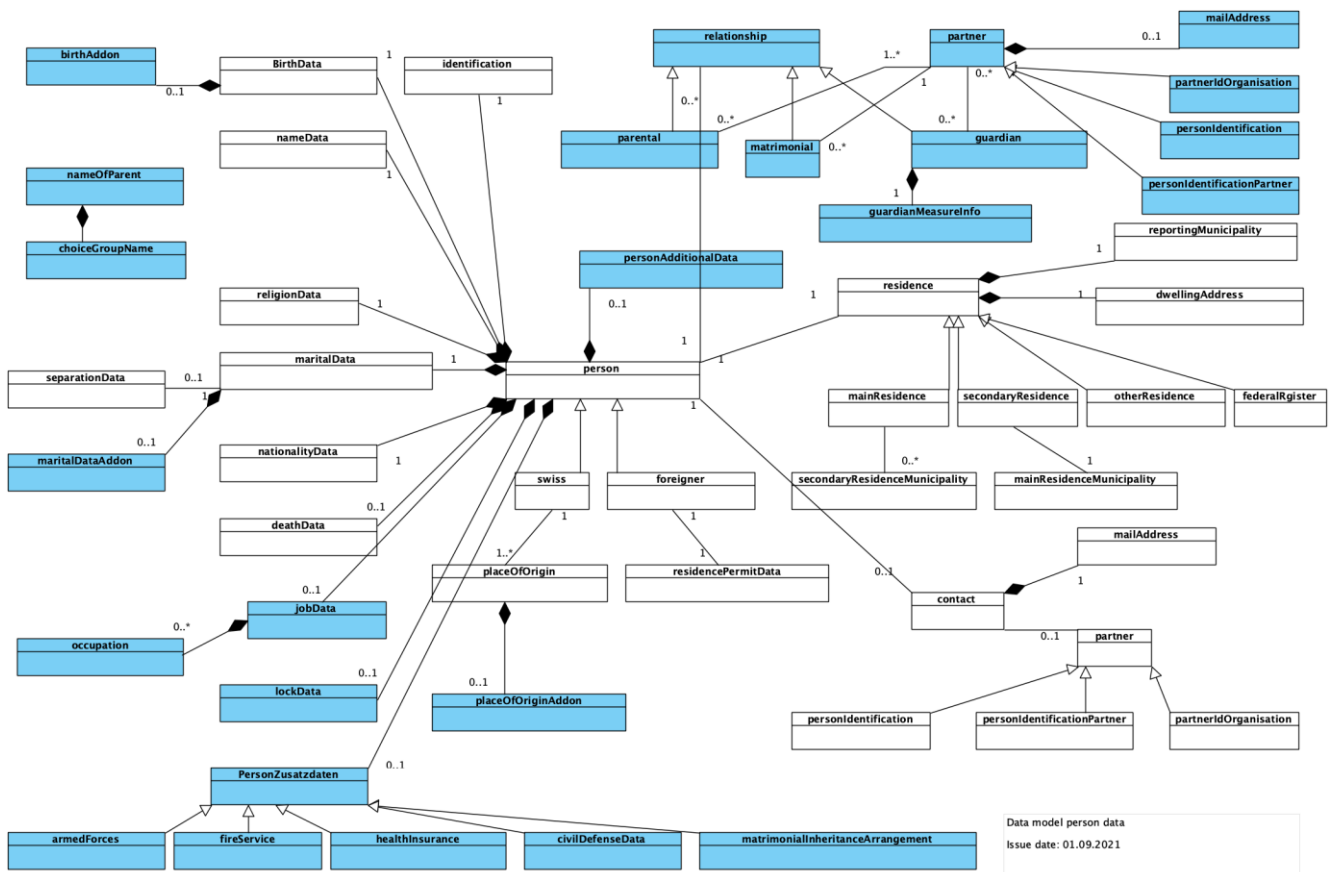 mailAddress
relationship
partner
0..1
1..*
birthAddon
1
BirthData
identification
0..1
1
0..*
1
0..*
partnerIdOrganisation
nameData
1
0..*
0..*
personIdentification
parental
matrimonial
0..*
guardian
nameOfParent
personIdentificationPartner
1
guardianMeasureInfo
reportingMunicipality
choiceGroupName
personAdditionalData
1
residence
religionData
1
0..1
1
1
dwellingAddress
1
maritalData
1
person
1
separationData
0..1
1
mainResidence
secondaryResidence
otherResidence
federalRgister
1
0..1
nationalityData
1
maritalDataAddon
0..*
1
swiss
foreigner
secondaryResidenceMunicipality
mainResidenceMunicipality
0..1
deathData
1
1
mailAddress
1..*
1
placeOfOrigin
residencePermitData
0..1
1
0..1
contact
jobData
0..*
0..1
partner
occupation
0..1
0..1
lockData
placeOfOriginAddon
personIdentification
personIdentificationPartner
partnerIdOrganisation
0..1
PersonZusatzdaten
armedForces
fireService
healthInsurance
civilDefenseData
matrimonialInheritanceArrangement
Data model person data
Issue date: 01.09.2021